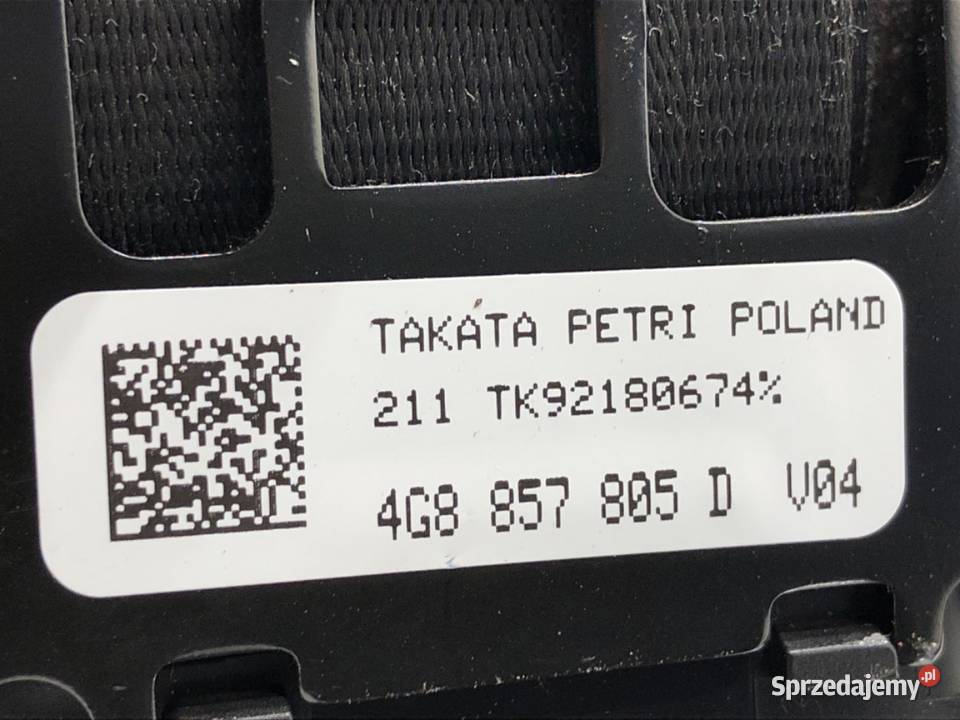 TAKATA PETRI POLAND
211 TK92180674%
4G8 857 805 D V04
Sprzedajemy.pl